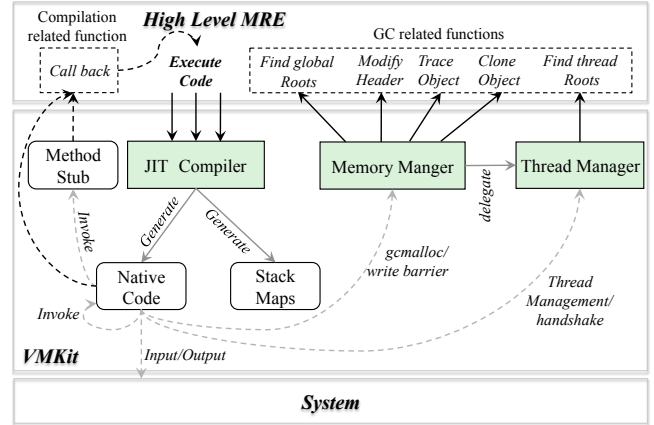 Compilation
related function
High Level MRE
GC related functions
Call back
Execute
Code
Find global
Roots
Modify
Header
Trace
Object
Clone
Object
Find thread
Roots
Method
Stub
JIT Compiler
Memory Manger
Thread Manager
delegate
Invoke
Generate
Generate
Native
Code
Stack
Maps
gcmalloc/
write barrier
Invoke
Thread
Management/
handshake
VMKit
Input/Output
System